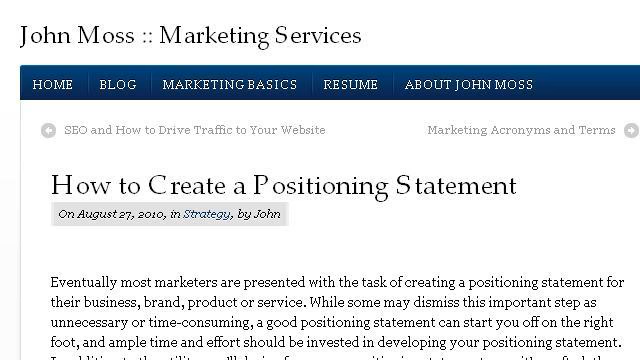 John Moss :: Marketing Services
HOME BLOG MARKETING BASICS RESUME ABOUT JOHN MOSS
SEO and How to Drive Traffic to Your Website Marketing Acronyms and Terms
How to Create a Positioning Statement
On August 27, 2010, in Strategy, by John
Eventually most marketers are presented with the task of creating a positioning statement for
their business, brand, product or service. While some may dismiss this important step as
unnecessary or time-consuming, a good positioning statement can start you off on the right
foot, and ample time and effort should be invested in developing your positioning statement.